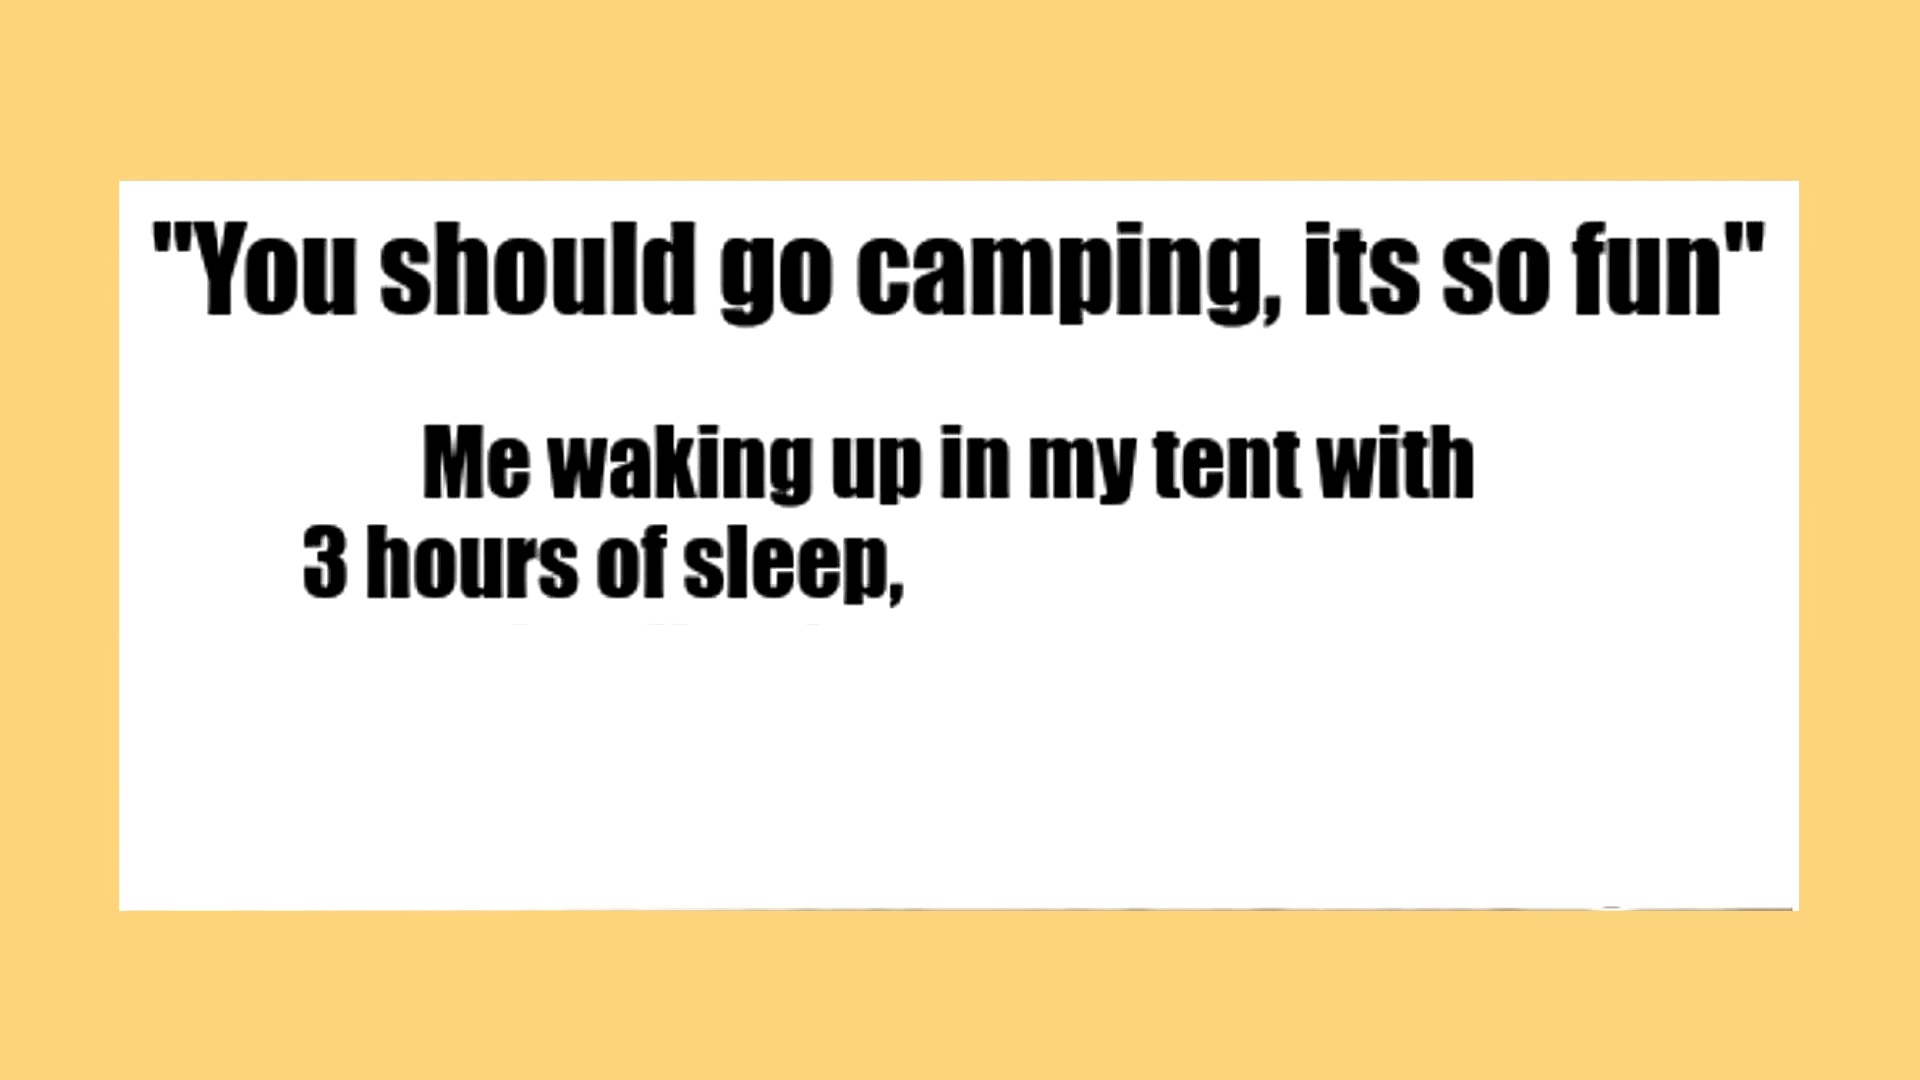 "You should go camping, its so fun"
Me waking up in my tent with
3 hours of sleep,